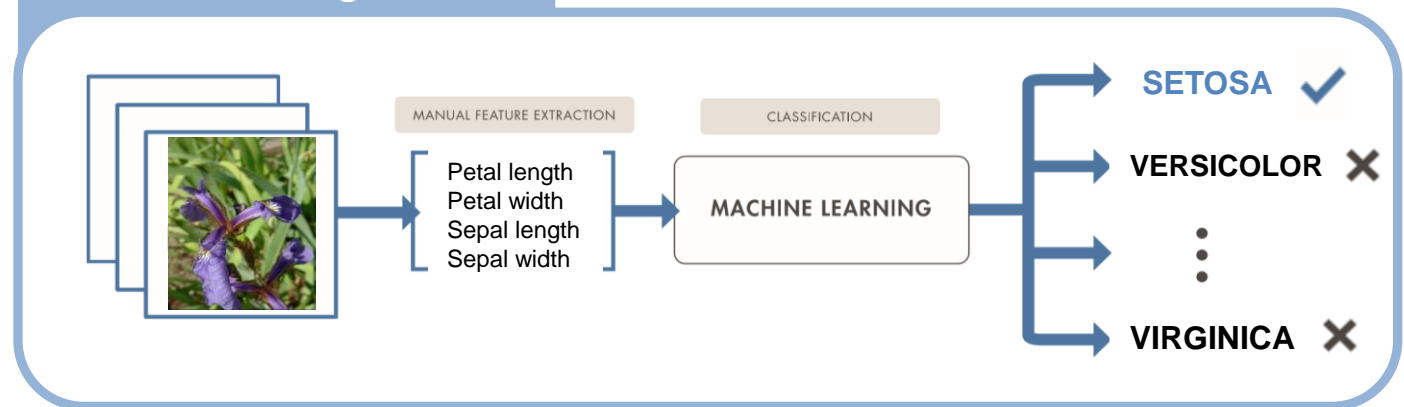 MANUAL FEATURE EXTRACTION
CLASSIFICATION
Petal length
Petal width
Sepal length
Sepal width
MACHINE LEARNING
SETOSA
VERSICOLOR
VIRGINICA